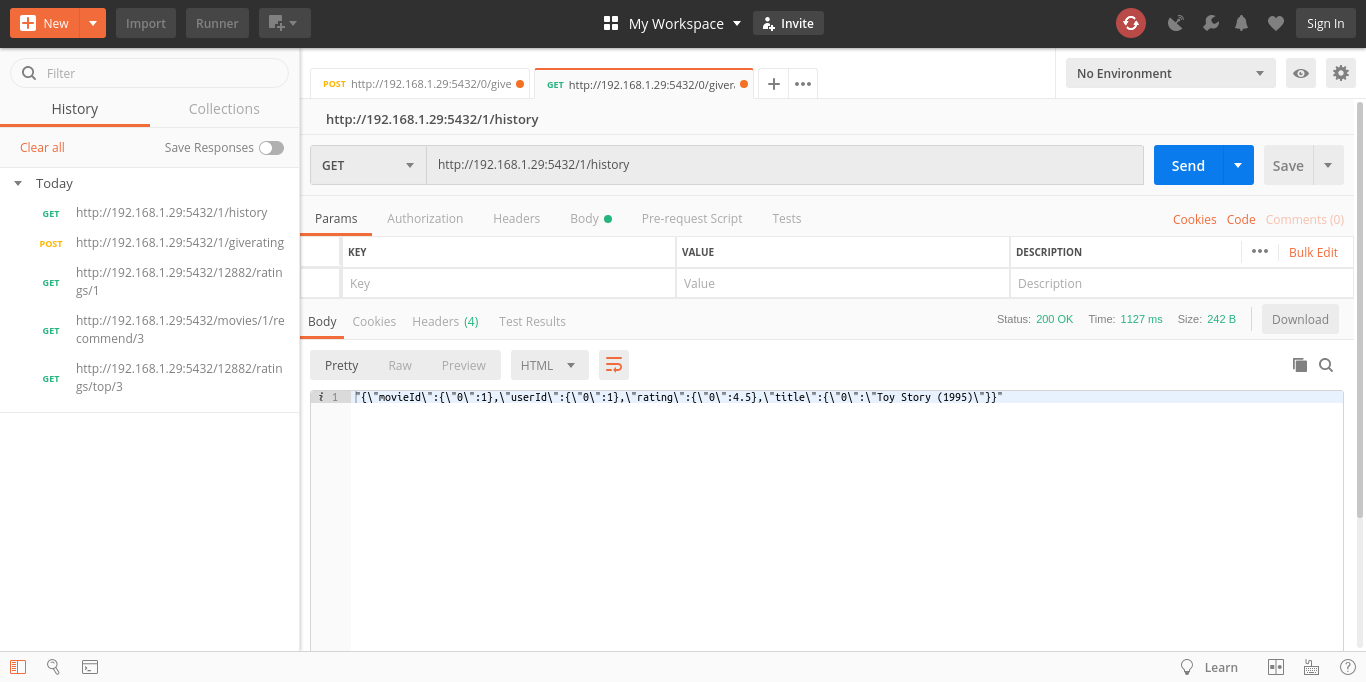 New Import Runner My Workspace Invite Sign In
Filter
History Collections
Clear all Save Responses
Today
GET http://192.168.1.29:5432/1/history
POST http://192.168.1.29:5432/1/giverating
GET http://192.168.1.29:5432/12882/ratin
gs/1
GET http://192.168.1.29:5432/movies/1/re
commend/3
GET http://192.168.1.29:5432/12882/ratin
gs/top/3
POST http://192.168.1.29:5432/0/give GET http://192.168.1.29:5432/0/giver No Environment
http://192.168.1.29:5432/1/history
GET http://192.168.1.29:5432/1/history Send Save
Params Authorization Headers Body Pre-request Script Tests Cookies Code Comments (0)
KEY VALUE DESCRIPTION Bulk Edit
Key Value Description
Body Cookies Headers (4) Test Results Status: 200 OK Time: 1127 ms Size: 242 B Download
Pretty Raw Preview HTML
i 1 "{\"movieId\":{\"0\":1},\"userId\":{\"0\":1},\"rating\":{\"0\":4.5},\"title\":{\"0\":\"Toy Story (1995)\"}}"
Learn